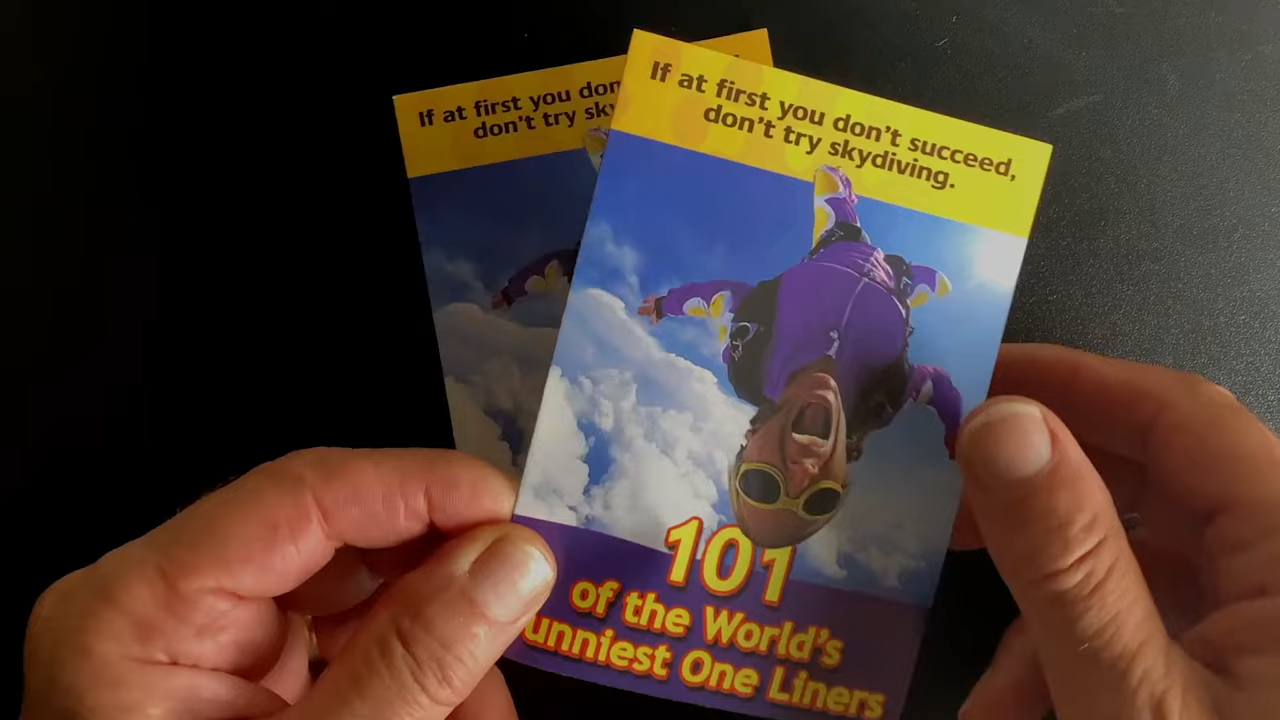 If at first you don
don't try sky
If at first you don't succeed,
don't try skydiving.
101
of the World's
unniest One Liners